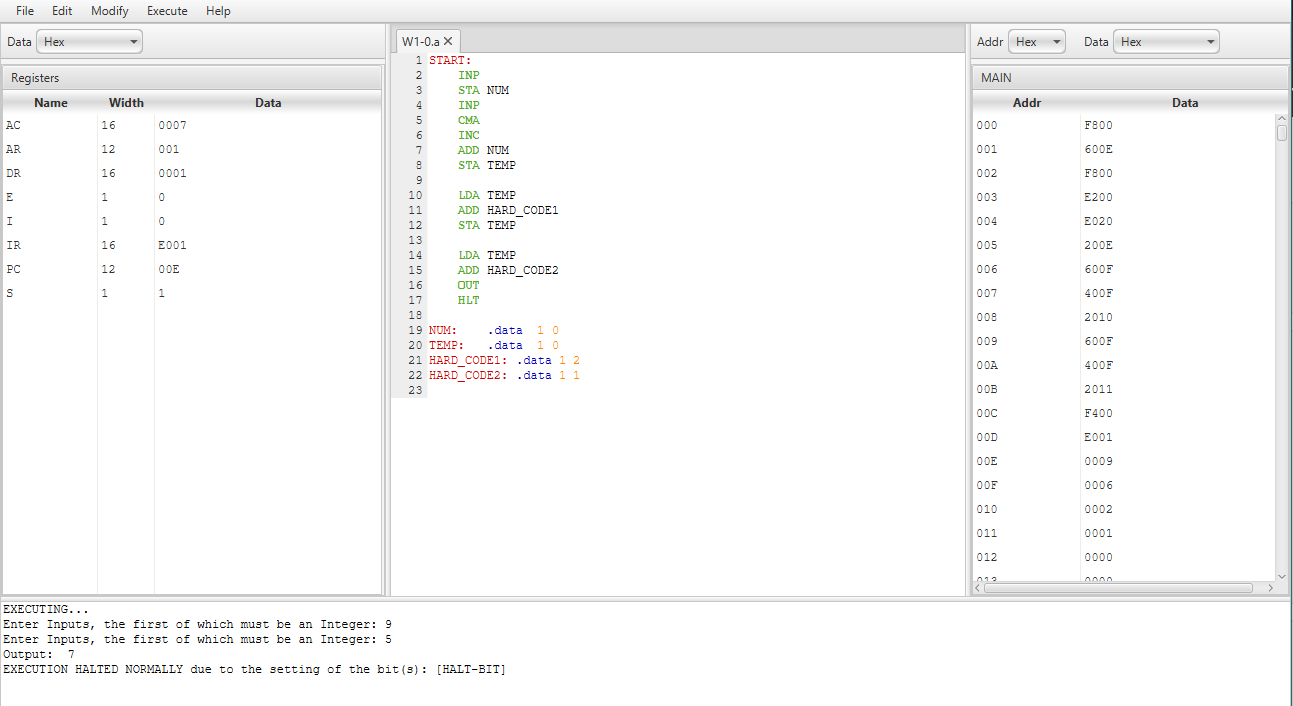 File Edit Modify Execute Help
Data Hex
Registers
Name Width Data
AC 16 0007
AR 12 001
DR 16 0001
E 1 0
I 1 0
IR 16 E001
PC 12 00E
S 1 1
W1-0.a
1 START:
2 INP
3 STA NUM
4 INP
5 CMA
6 INC
7 ADD NUM
8 STA TEMP
9
10 LDA TEMP
11 ADD HARD_CODE1
12 STA TEMP
13
14 LDA TEMP
15 ADD HARD_CODE2
16 OUT
17 HLT
18
19 NUM: .data 1 0
20 TEMP: .data 1 0
21 HARD_CODE1: .data 1 2
22 HARD_CODE2: .data 1 1
23
Addr Hex Data Hex
MAIN
Addr Data
000 F800
001 600E
002 F800
003 E200
004 E020
005 200E
006 600F
007 400F
008 2010
009 600F
00A 400F
00B 2011
00C F400
00D E001
00E 0009
00F 0006
010 0002
011 0001
012 0000
013 0000
EXECUTING...
Enter Inputs, the first of which must be an Integer: 9
Enter Inputs, the first of which must be an Integer: 5
Output: 7
EXECUTION HALTED NORMALLY due to the setting of the bit(s): [HALT-BIT]